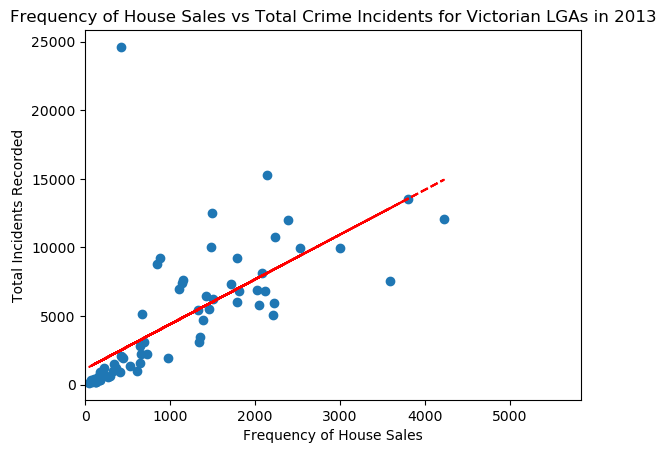 Frequency of House Sales vs Total Crime Incidents for Victorian LGAs in 2013
25000
20000
15000
10000
5000
0
Total Incidents Recorded
0 1000 2000 3000 4000 5000
Frequency of House Sales